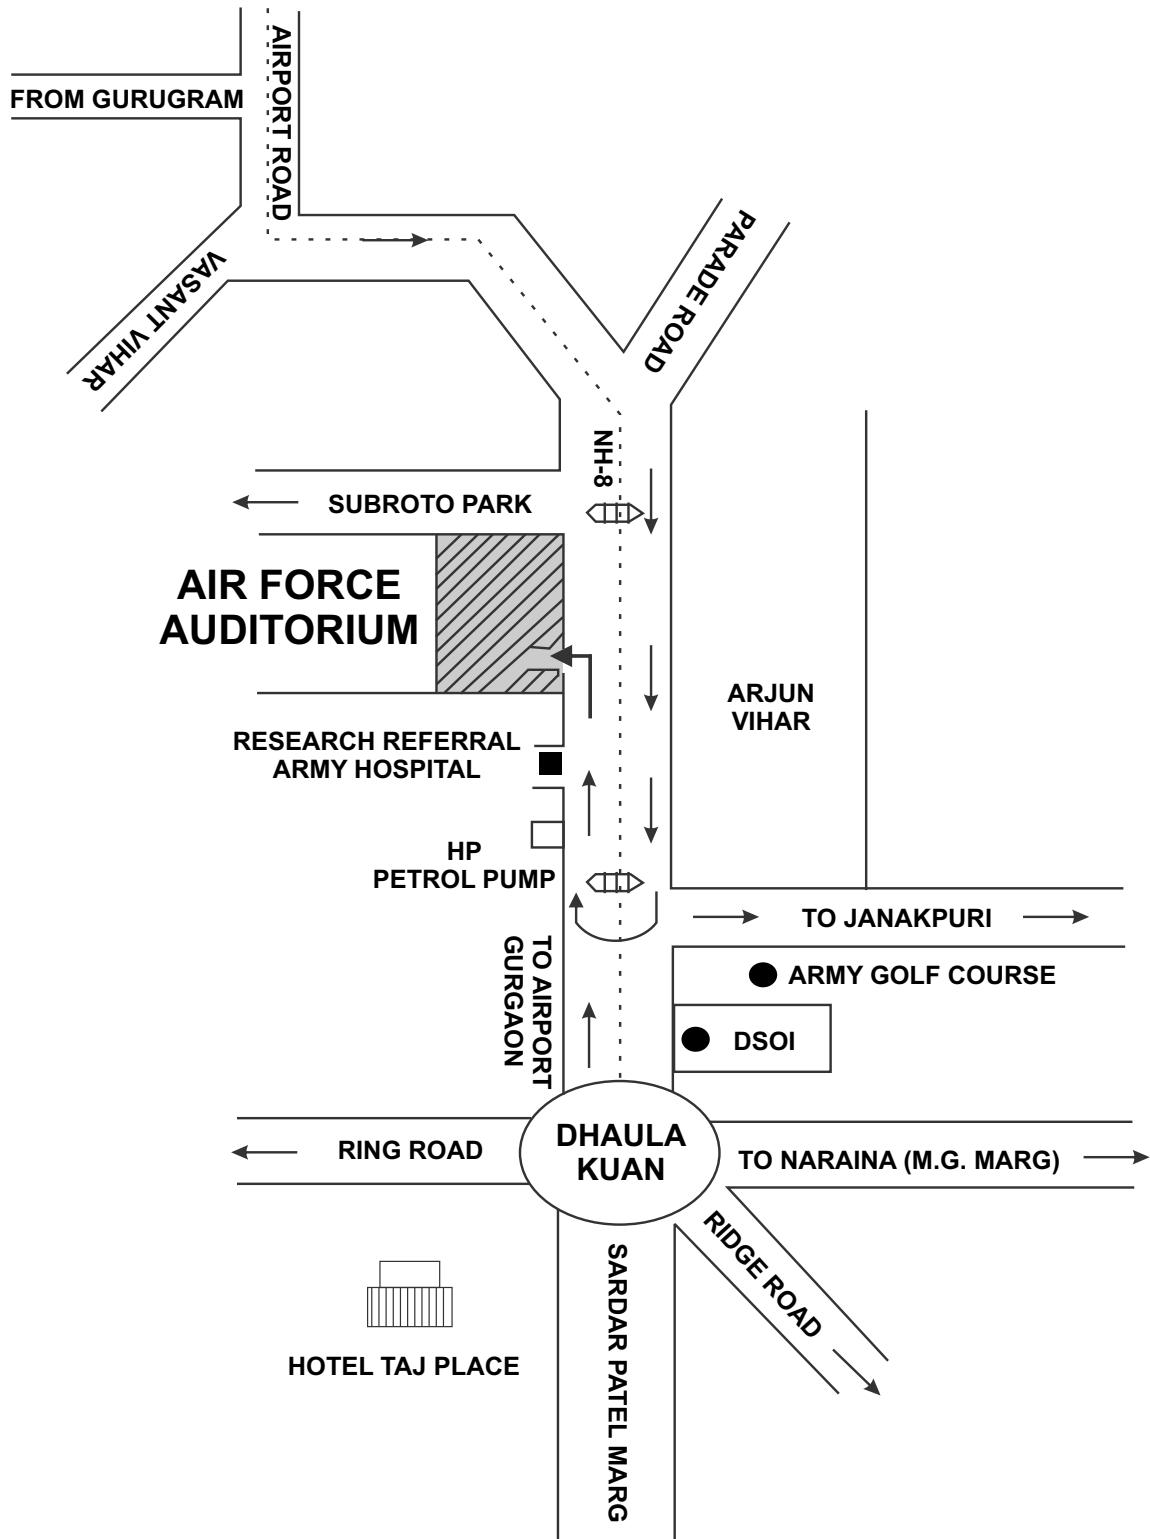 AIRPORT ROAD
FROM GURUGRAM
VASANT VIHAR
PARADE ROAD
NH-8
SUBROTO PARK
AIR FORCE
AUDITORIUM
ARJUN
VIHAR
RESEARCH REFERRAL
ARMY HOSPITAL
HP
PETROL PUMP
TO JANAKPURI
TO AIRPORT
GURGAON
ARMY GOLF COURSE
DSOI
DHAULA
KUAN
RING ROAD
TO NARAINA (M.G. MARG)
RIDGE ROAD
SARDAR PATEL MARG
HOTEL TAJ PLACE